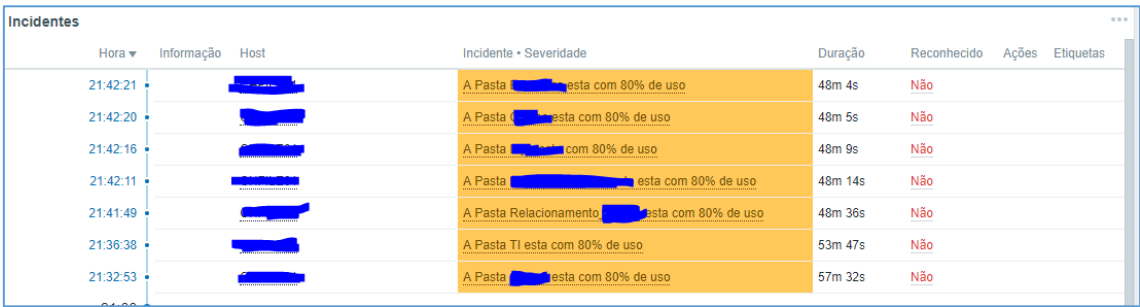 Incidentes
Hora Informação Host Incidente • Severidade Duração Reconhecido Ações Etiquetas
21:42:21 A Pasta esta com 80% de uso 48m 4s Não
21:42:20 A Pasta esta com 80% de uso 48m 5s Não
21:42:16 A Pasta com 80% de uso 48m 9s Não
21:42:11 A Pasta esta com 80% de uso 48m 14s Não
21:41:49 A Pasta Relacionamento_ esta com 80% de uso 48m 36s Não
21:36:38 A Pasta TI esta com 80% de uso 53m 47s Não
21:32:53 A Pasta esta com 80% de uso 57m 32s Não